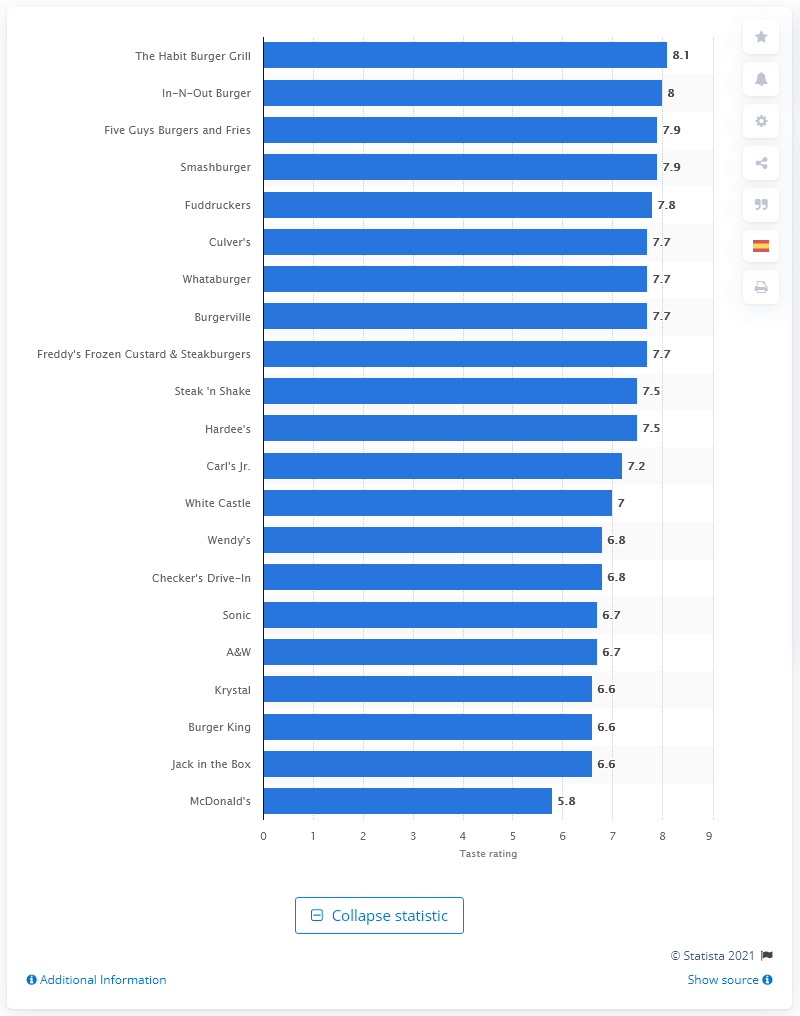 The Habit Burger Grill 8.1
In-N-Out Burger 8
Five Guys Burgers and Fries 7.9
Smashburger 7.9
Fuddruckers 7.8
Culver's 7.7
Whataburger 7.7
Burgerville 7.7
Freddy's Frozen Custard & Steakburgers 7.7
Steak 'n Shake 7.5
Hardee's 7.5
Carl's Jr. 7.2
White Castle 7
Wendy's 6.8
Checker's Drive-In 6.8
Sonic 6.7
A&W 6.7
Krystal 6.6
Burger King 6.6
Jack in the Box 6.6
McDonald's 5.8
0 1 2 3 4 5 6 7 8 9
Taste rating
Collapse statistic
© Statista 2021
Additional Information Show source